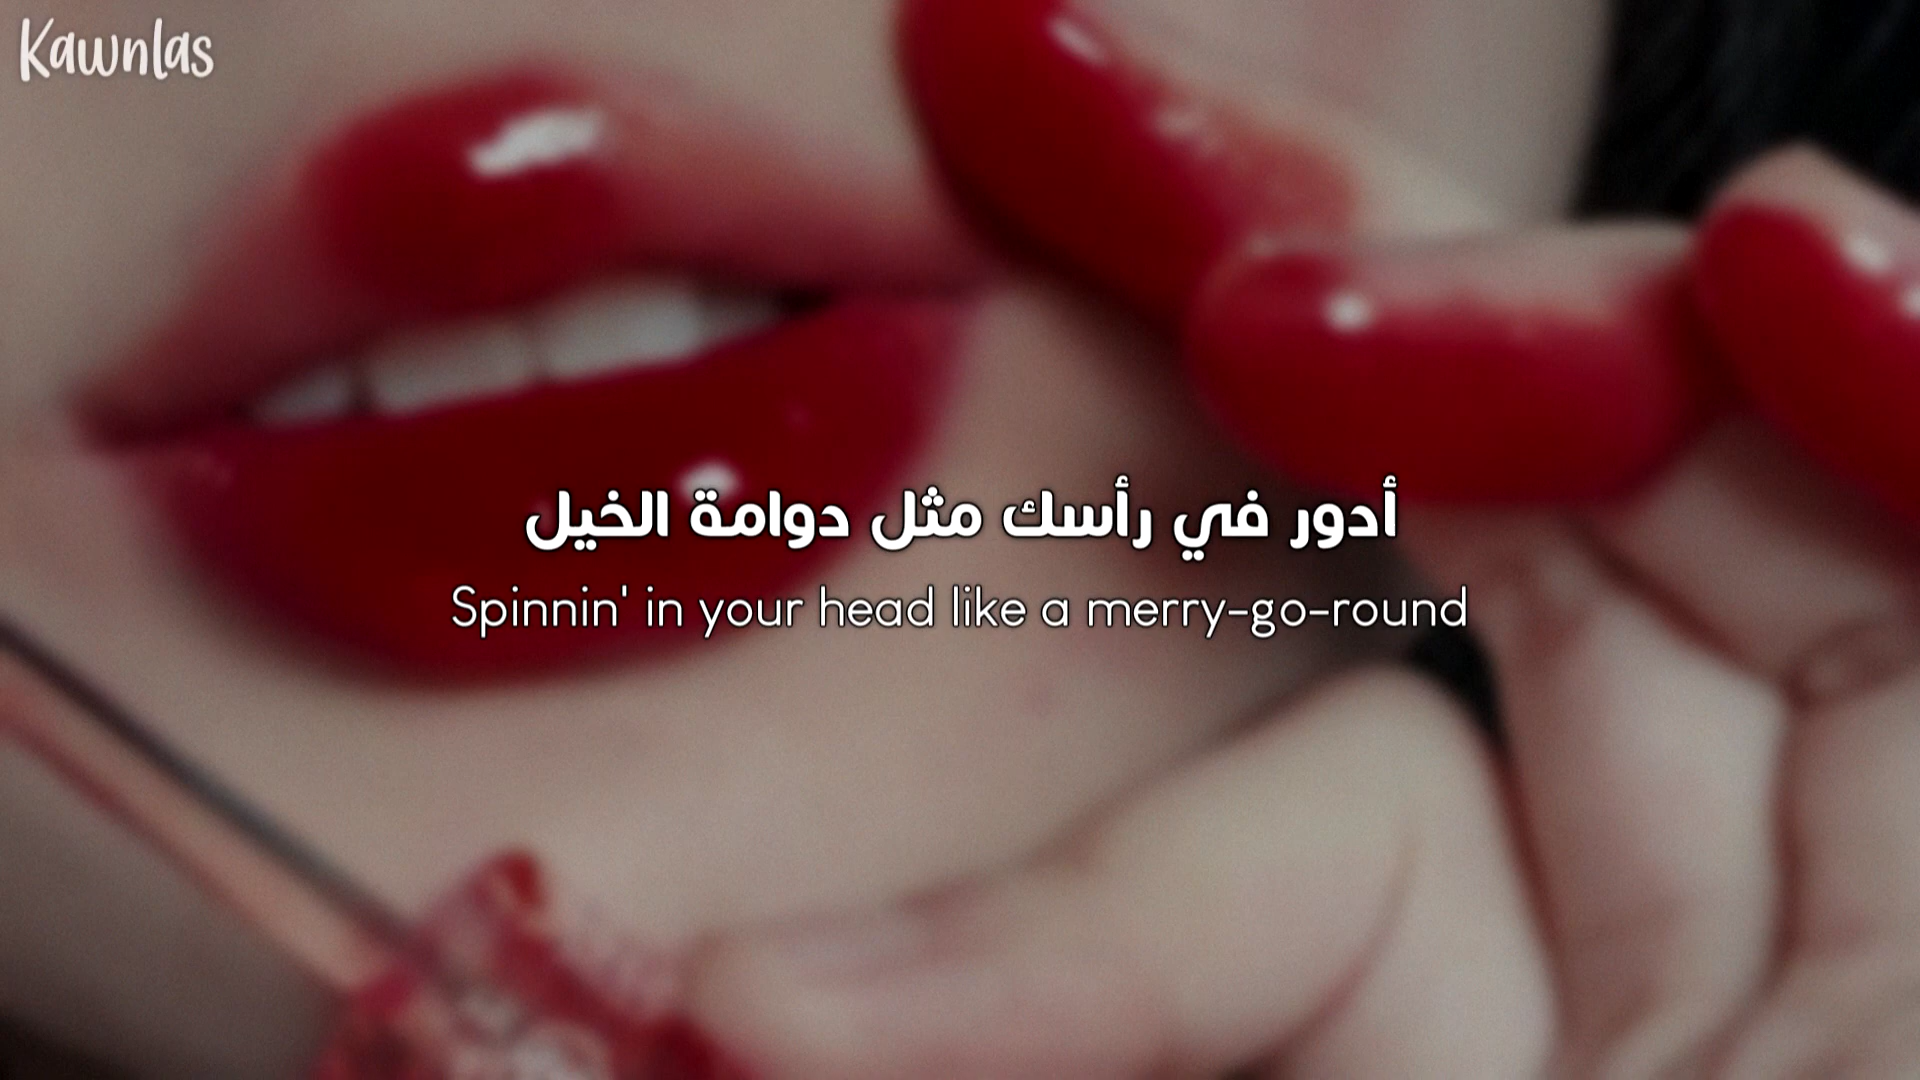 Kawnlas
أدور في رأسك مثل دوامة الخيل
Spinnin' in your head like a merry-go-round